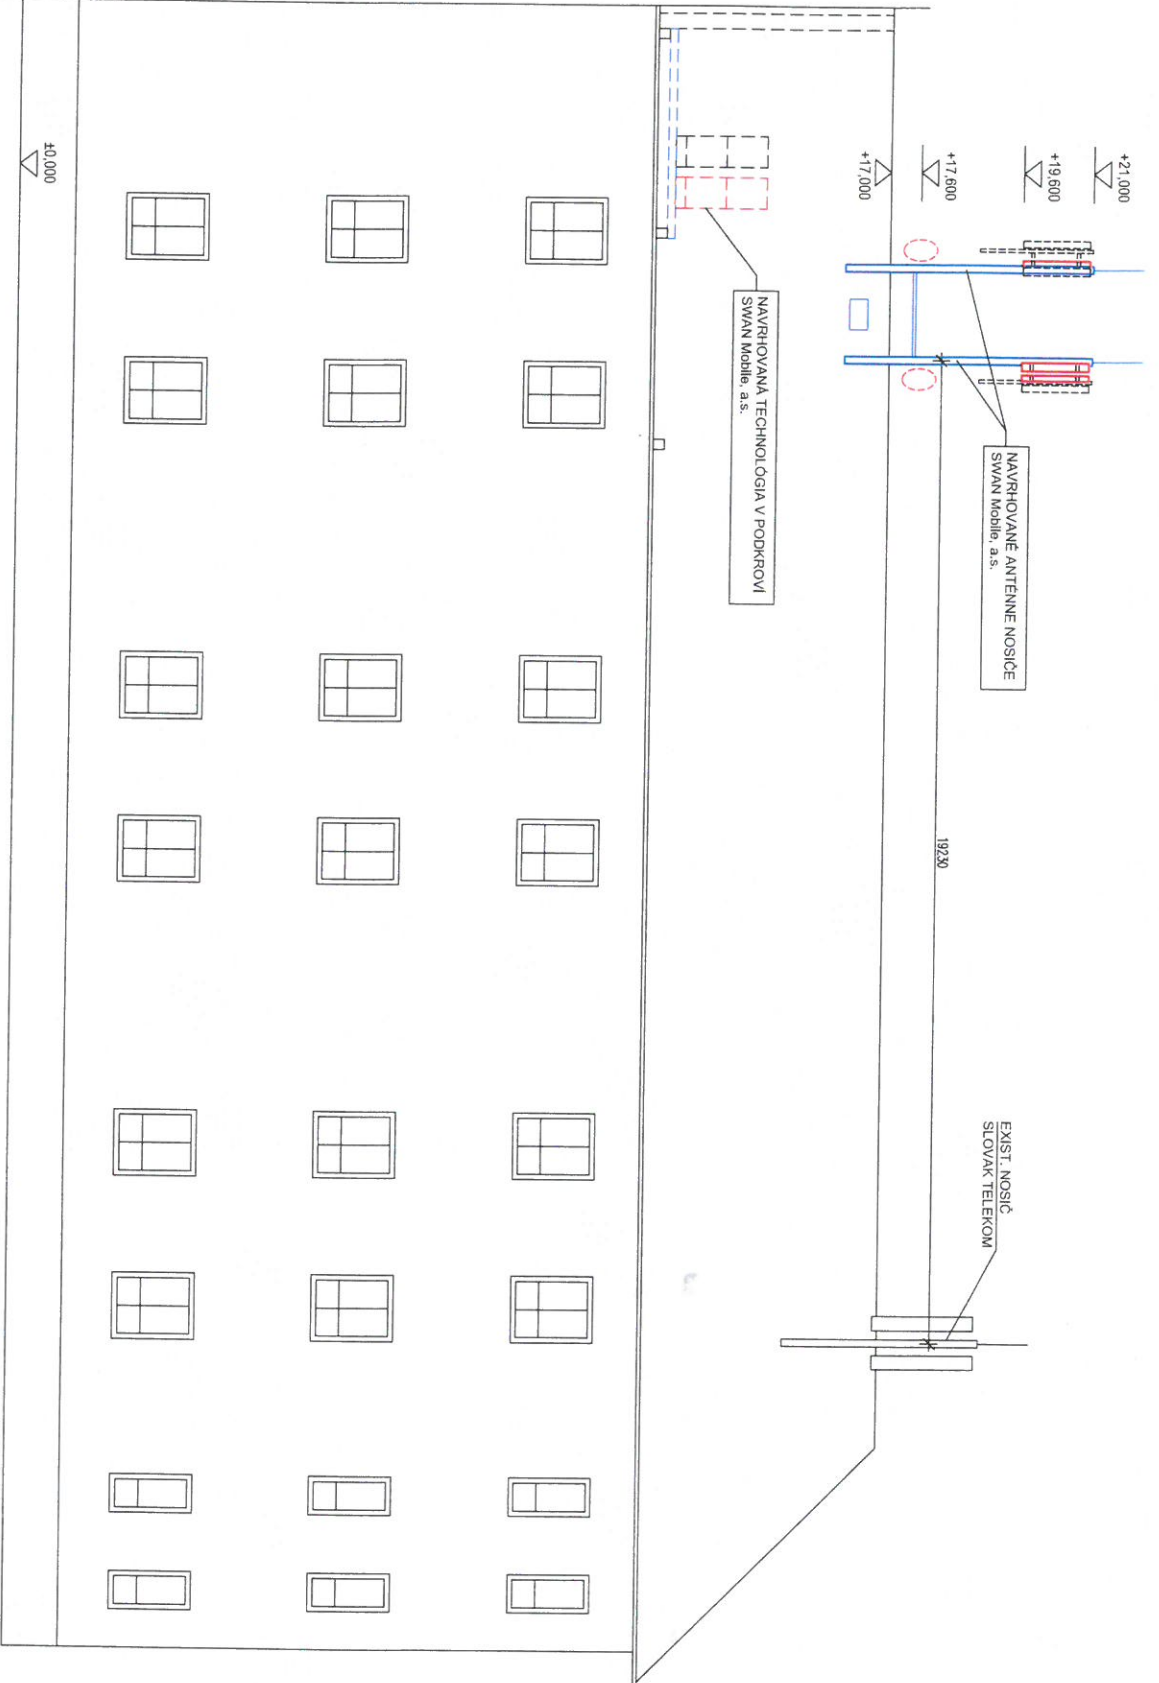 +21,000
+19,600
+17,600
+17,000
±0,000
NAVRHOVANÉ ANTÉNNE NOSIČE
SWAN Mobile, a.s.
NAVRHOVANÁ TECHNOLÓGIA V PODKROVÍ
SWAN Mobile, a.s.
19230
EXIST. NOSIČ
SLOVAK TELEKOM